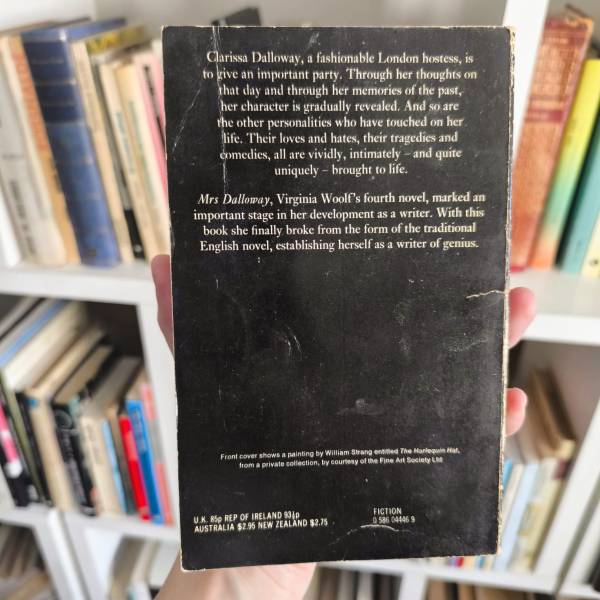 Clarissa Dalloway, a fashionable London hostess, is
to give an important party. Through her thoughts on
that day and through her memories of the past,
her character is gradually revealed. And so are
the other personalities who have touched on her
life. Their loves and hates, their tragedies and
comedies, all are vividly, intimately – and quite
uniquely – brought to life.
Mrs Dalloway, Virginia Woolf's fourth novel, marked an
important stage in her development as a writer. With this
book she finally broke from the form of the traditional
English novel, establishing herself as a writer of genius.
Front cover shows a painting by William Strang entitled The Harlequin Hat,
from a private collection, by courtesy of the Fine Art Society Ltd
U.K. 85p REP OF IRELAND 93½p
AUSTRALIA $2.95 NEW ZEALAND $2.75
FICTION
0 586 04446 9